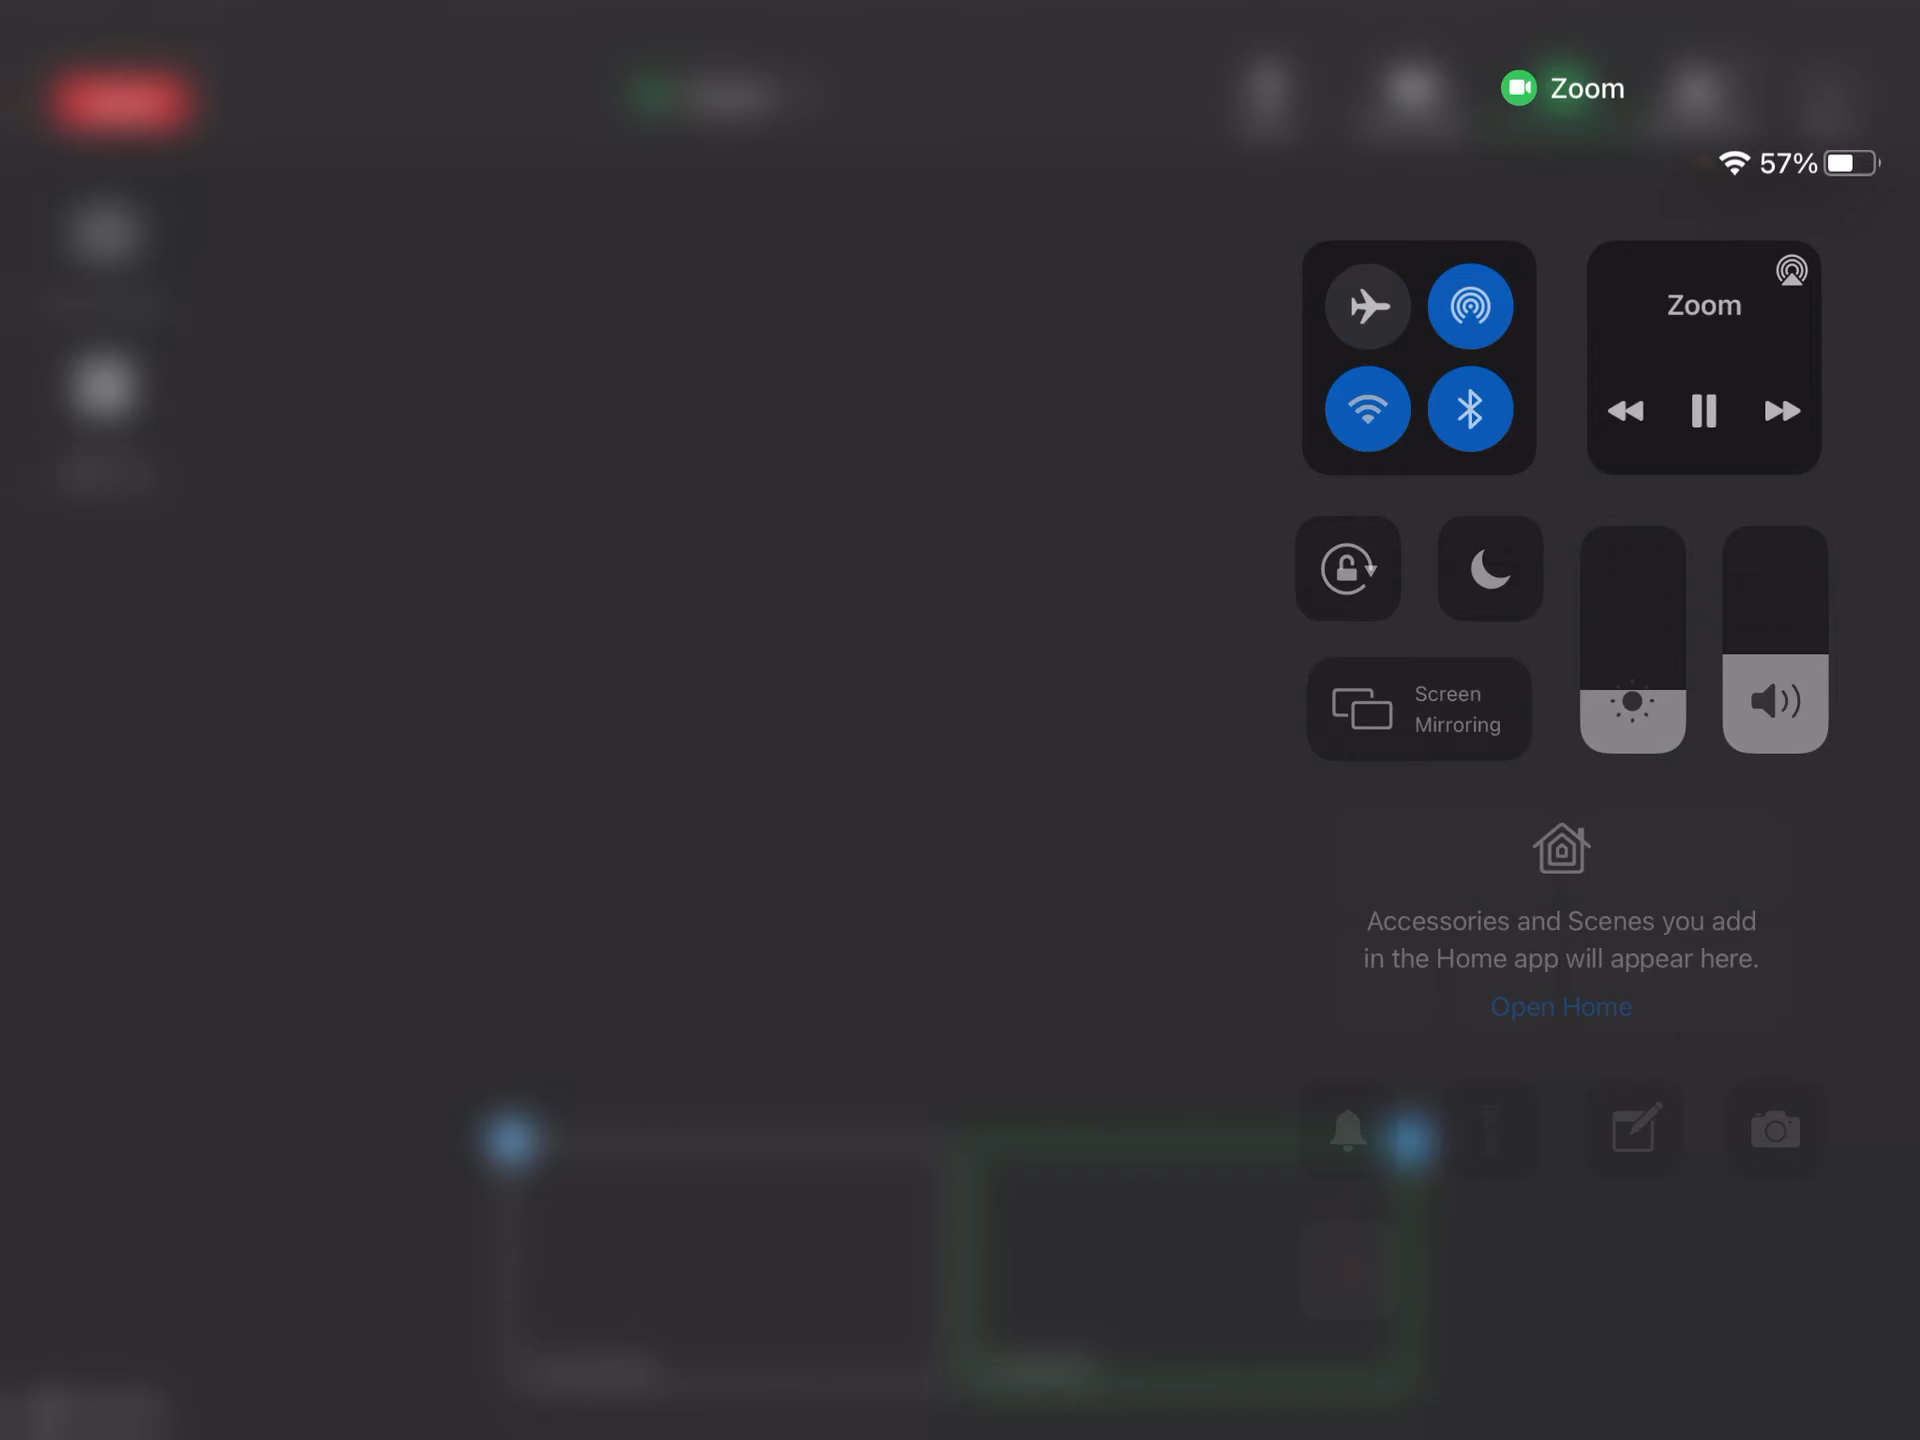 Zoom
57%
Zoom
Screen
Mirroring
Accessories and Scenes you add
in the Home app will appear here.
Open Home